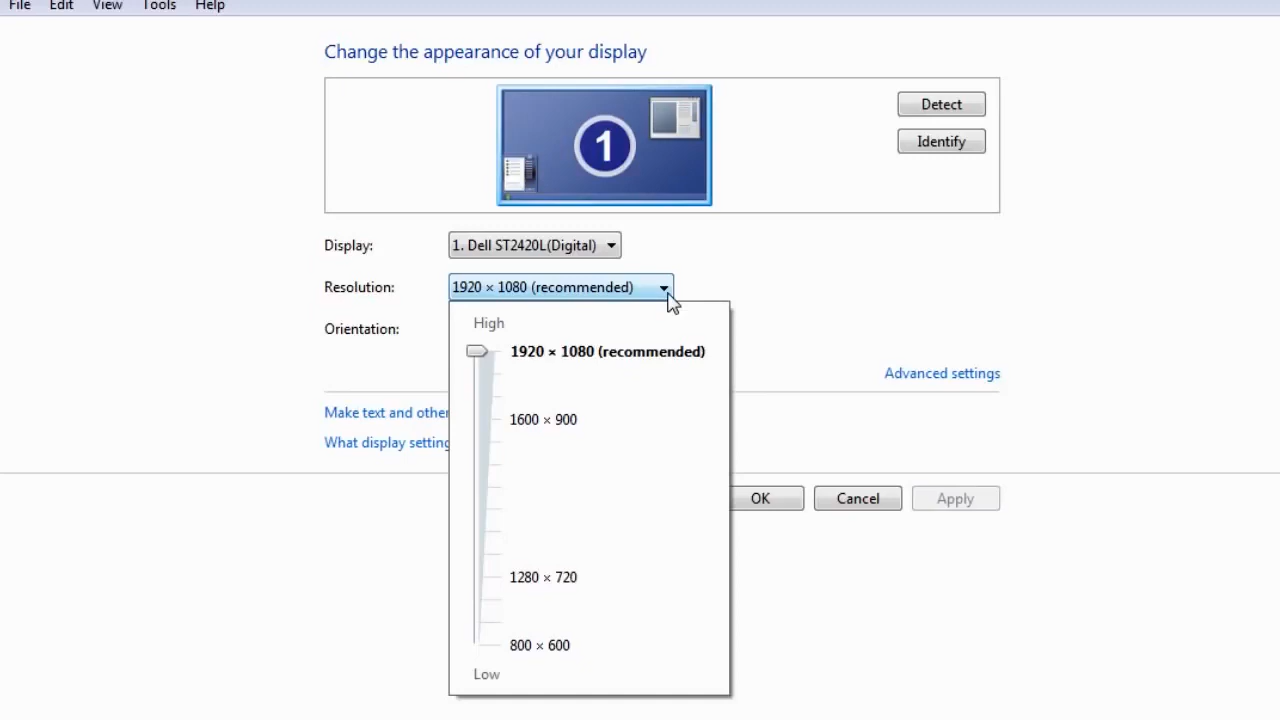 File Edit View Tools Help
Change the appearance of your display
1
Detect
Identify
Display: 1. Dell ST2420L(Digital)
Resolution: 1920 × 1080 (recommended)
Orientation:
High
1920 × 1080 (recommended)
Advanced settings
Make text and other
1600 × 900
What display setting
OK Cancel Apply
1280 × 720
800 × 600
Low